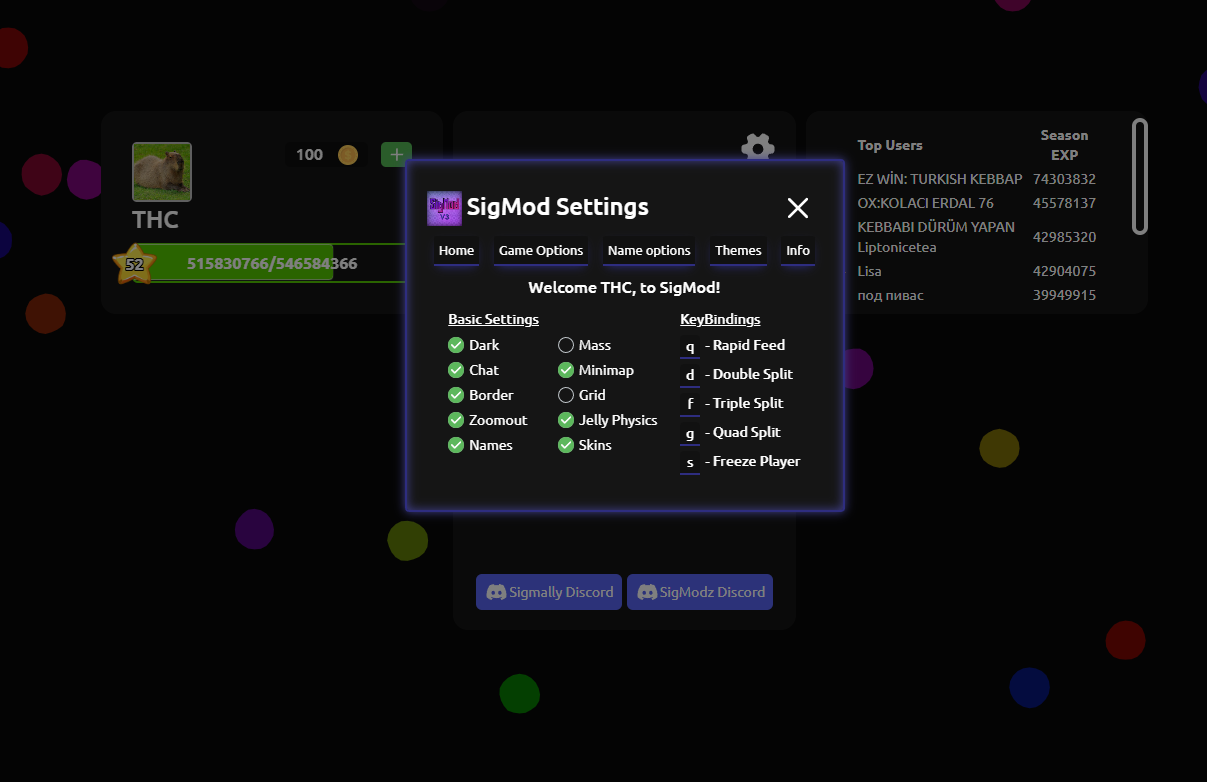 100
THC
52
515830766/546584366
Top Users
Season
EXP
EZ WİN: TURKISH KEBBAP 74303832
OX:KOLACI ERDAL 76 45578137
KEBBABI DÜRÜM YAPAN
Liptonicetea
42985320
Lisa 42904075
под пивас 39949915
SigMod
V3
SigMod Settings
Home Game Options Name options Themes Info
Welcome THC, to SigMod!
Basic Settings
Dark Mass
Chat Minimap
Border Grid
Zoomout Jelly Physics
Names Skins
KeyBindings
q - Rapid Feed
d - Double Split
f - Triple Split
g - Quad Split
s - Freeze Player
Sigmally Discord SigModz Discord